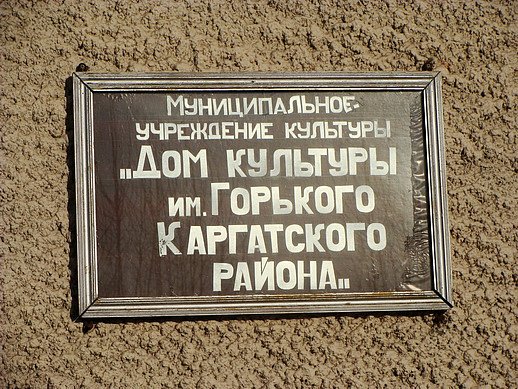 Муниципальное
учреждение культуры
„Дом культуры
им. Горького
Каргатского
района„